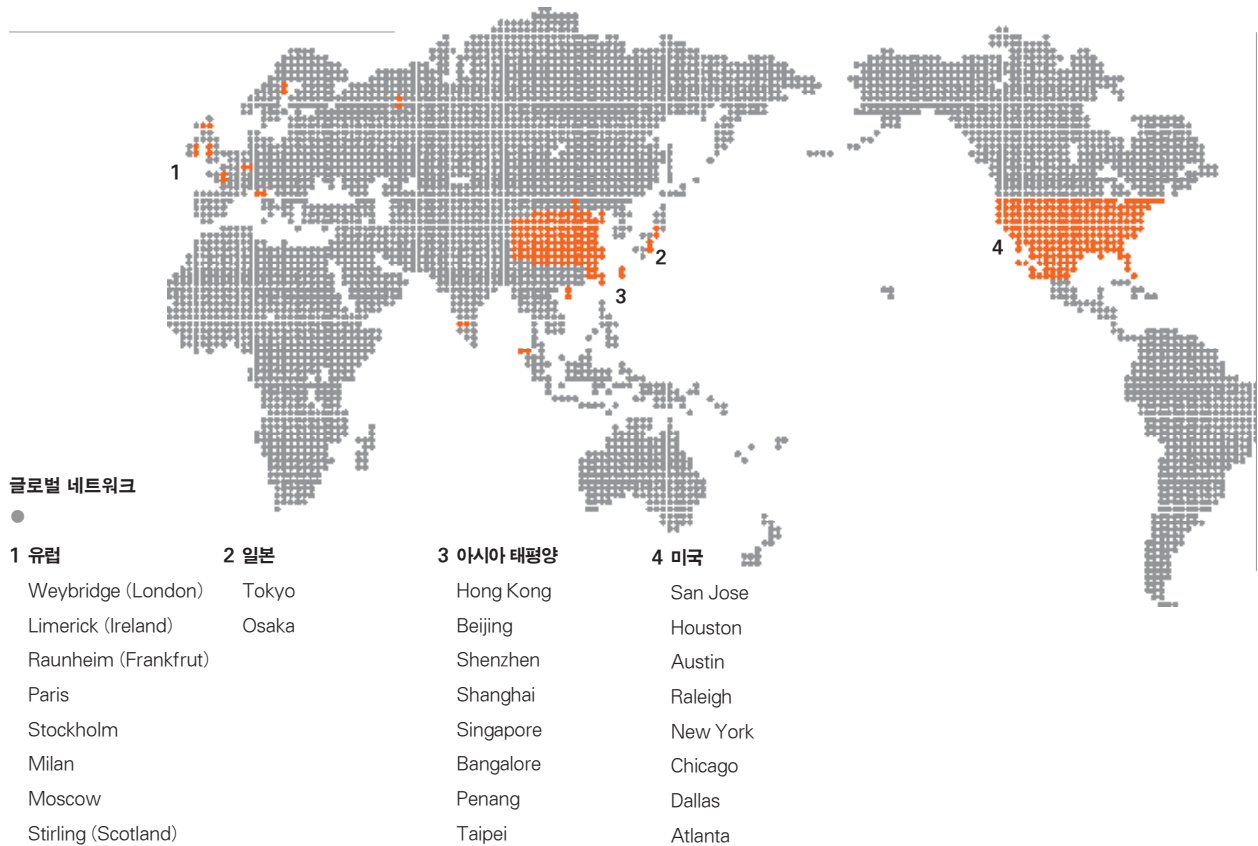 1
2
3
4
글로벌 네트워크
1 유럽
Weybridge (London)
Limerick (Ireland)
Raunheim (Frankfrut)
Paris
Stockholm
Milan
Moscow
Stirling (Scotland)
2 일본
Tokyo
Osaka
3 아시아 태평양
Hong Kong
Beijing
Shenzhen
Shanghai
Singapore
Bangalore
Penang
Taipei
4 미국
San Jose
Houston
Austin
Raleigh
New York
Chicago
Dallas
Atlanta